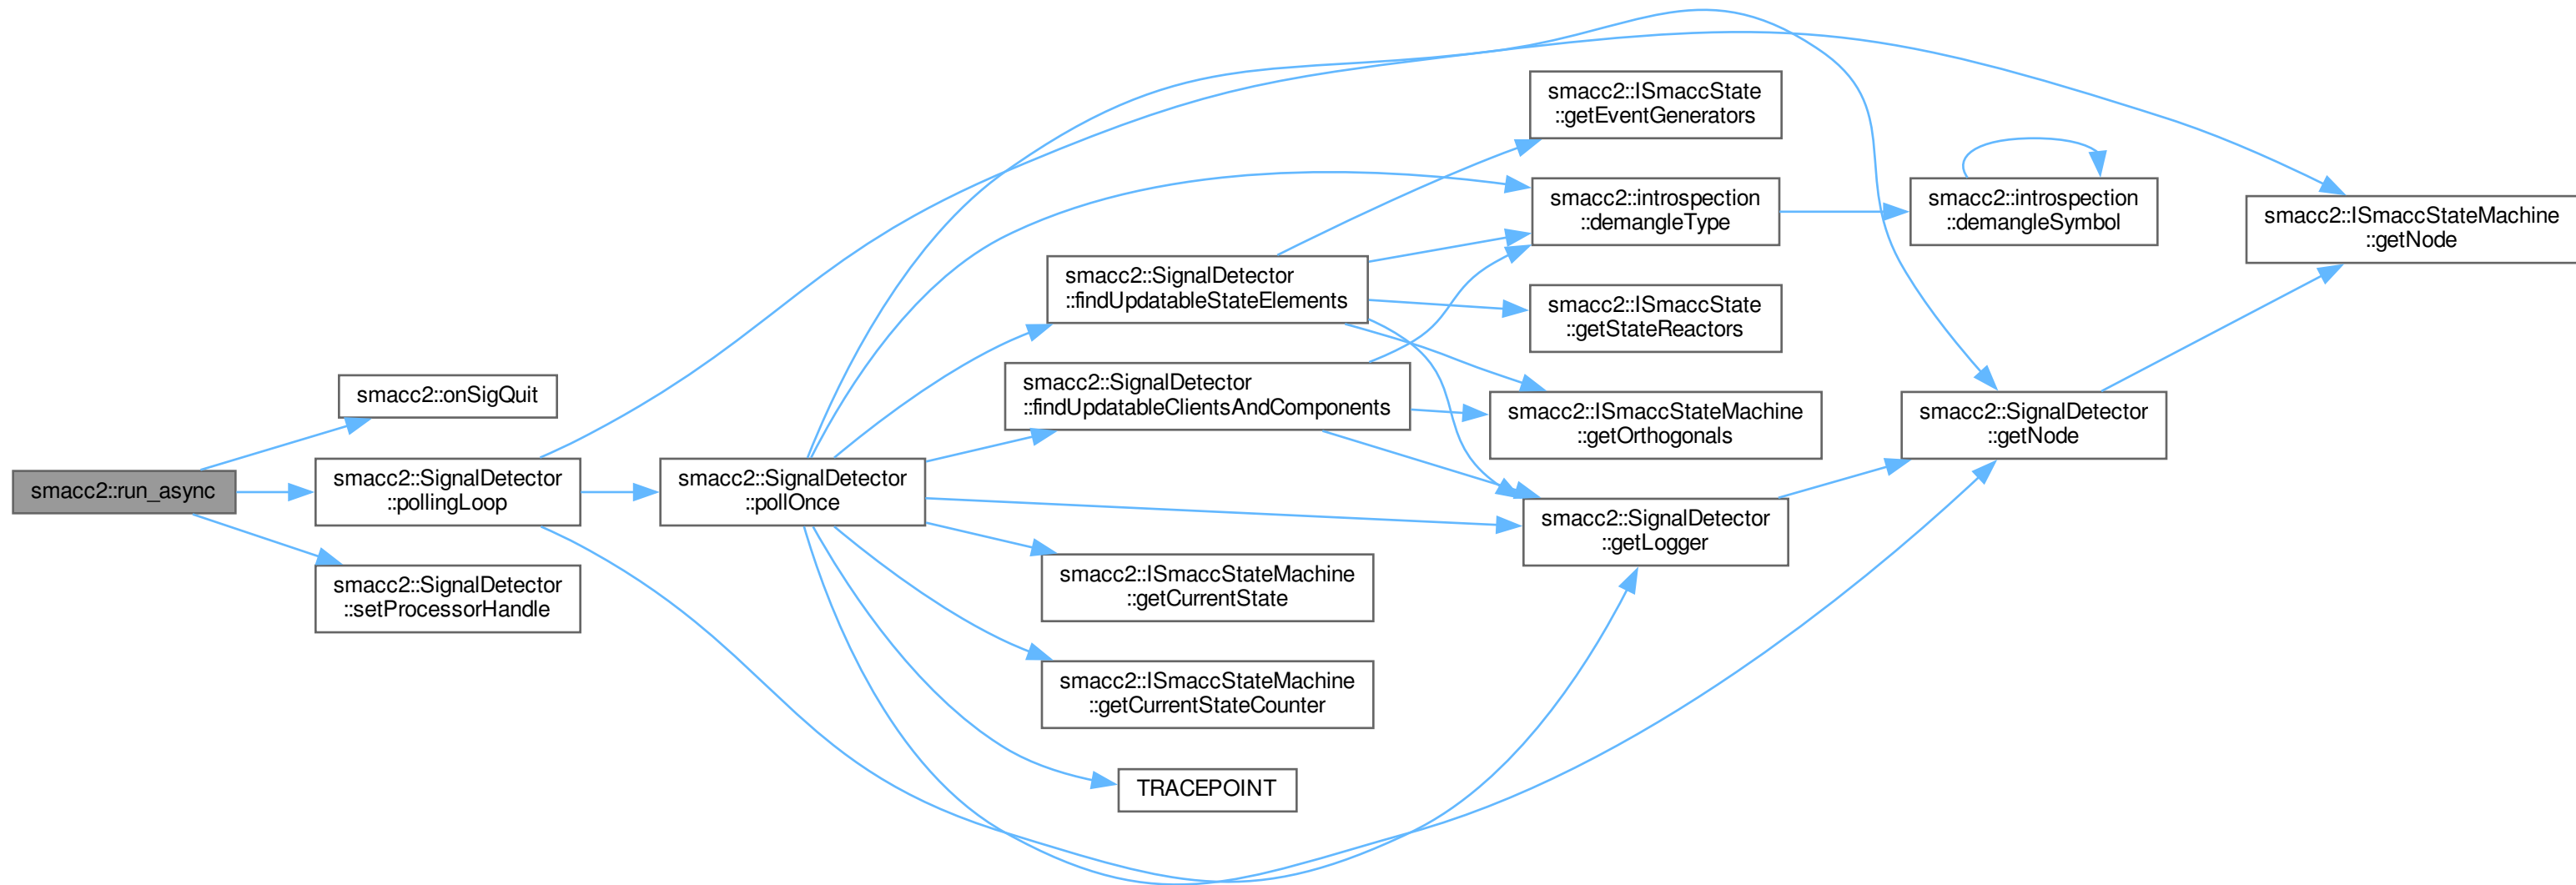 smacc2::run_async
smacc2::onSigQuit
smacc2::SignalDetector
::pollingLoop
smacc2::SignalDetector
::setProcessorHandle
smacc2::SignalDetector
::pollOnce
smacc2::SignalDetector
::findUpdatableStateElements
smacc2::SignalDetector
::findUpdatableClientsAndComponents
smacc2::ISmaccStateMachine
::getCurrentState
smacc2::ISmaccStateMachine
::getCurrentStateCounter
TRACEPOINT
smacc2::ISmaccState
::getEventGenerators
smacc2::introspection
::demangleType
smacc2::ISmaccState
::getStateReactors
smacc2::ISmaccStateMachine
::getOrthogonals
smacc2::SignalDetector
::getLogger
smacc2::introspection
::demangleSymbol
smacc2::SignalDetector
::getNode
smacc2::ISmaccStateMachine
::getNode